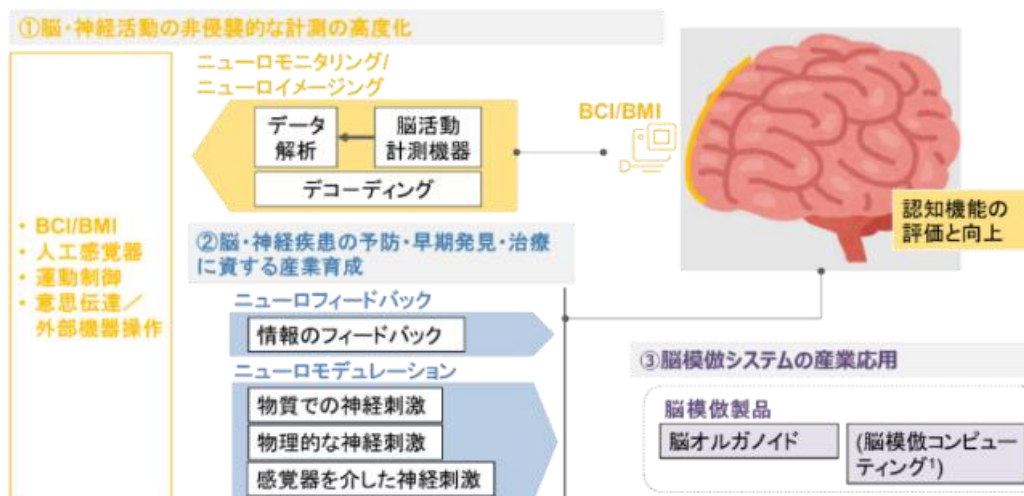 ①脳・神経活動の非侵襲的な計測の高度化
ニューロモニタリング/
ニューロイメージング
データ
解析
脳活動
計測機器
デコーディング
BCI/BMI
認知機能の
評価と向上
• BCI/BMI
• 人工感覚器
• 運動制御
• 意思伝達／
外部機器操作
②脳・神経疾患の予防・早期発見・治療
に資する産業育成
ニューロフィードバック
情報のフィードバック
ニューロモデュレーション
物質での神経刺激
物理的な神経刺激
感覚器を介した神経刺激
③脳模倣システムの産業応用
脳模倣製品
脳オルガノイド
(脳模倣コンピュー
ティング¹)